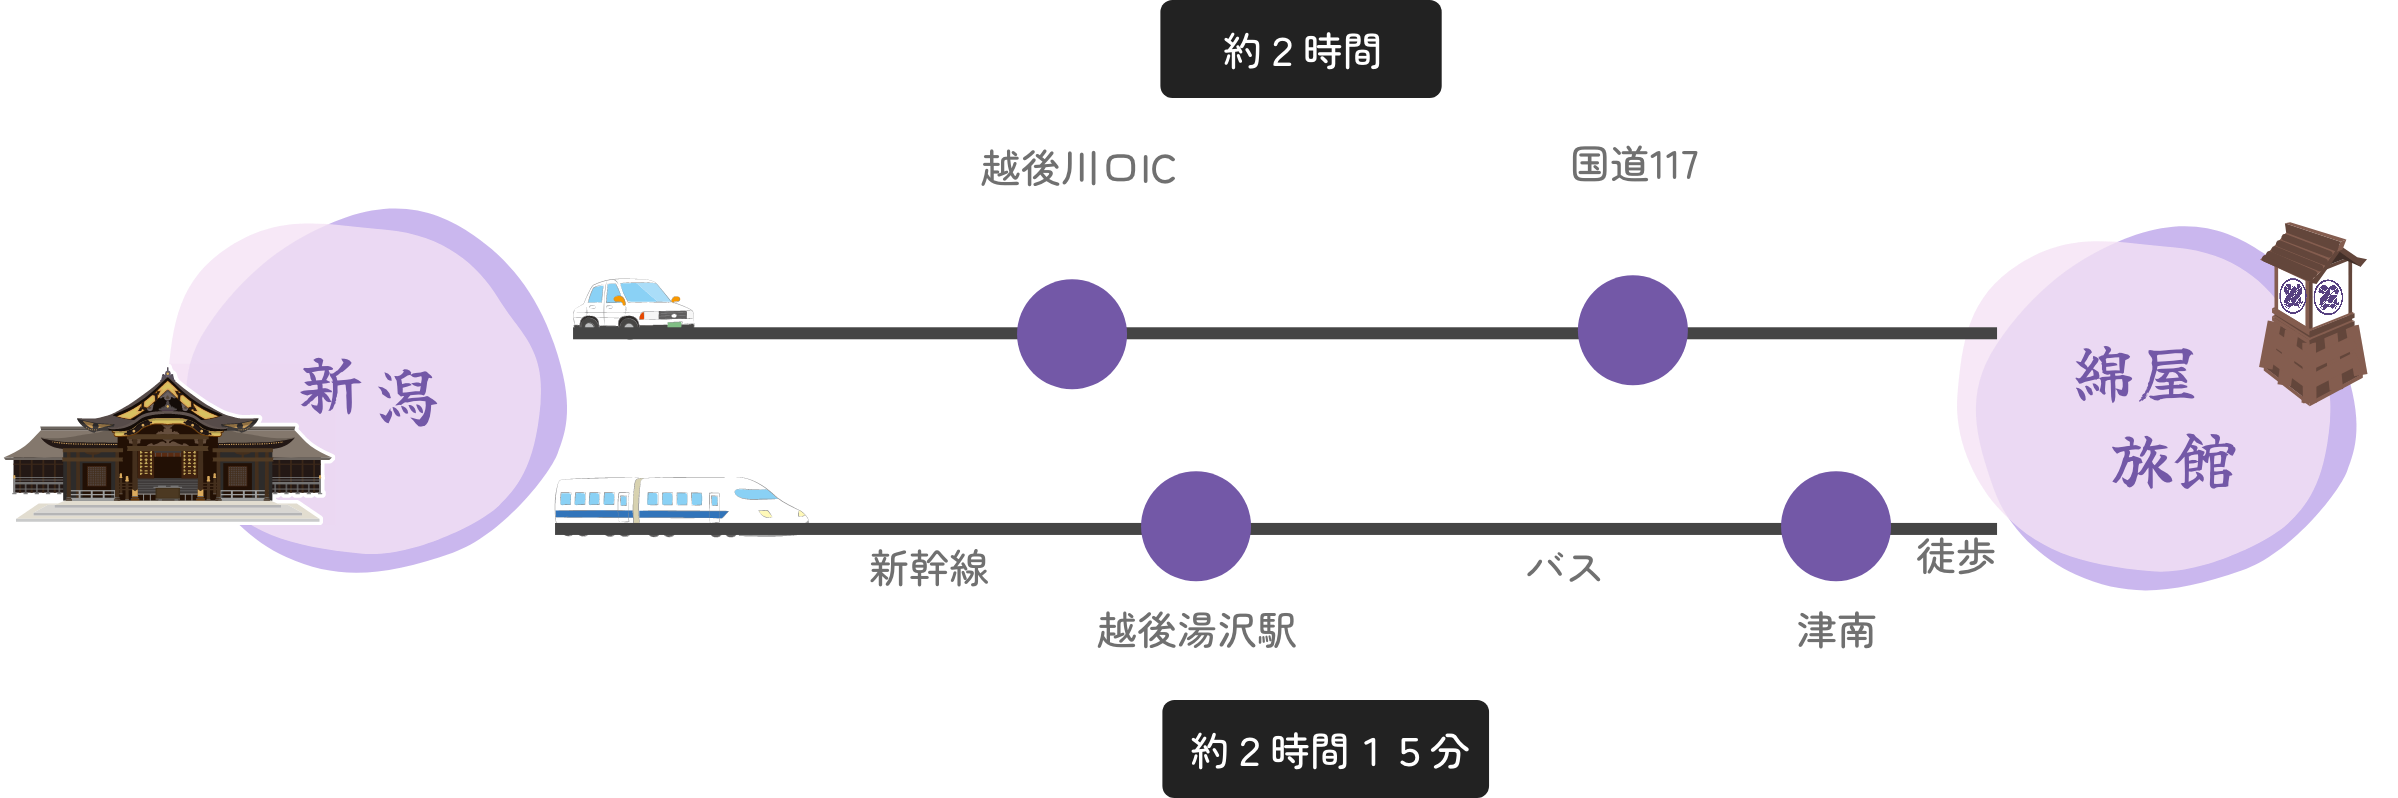 約２時間
越後川口IC
国道117
新潟
綿屋
旅館
新幹線
バス
徒歩
越後湯沢駅
津南
約２時間１５分